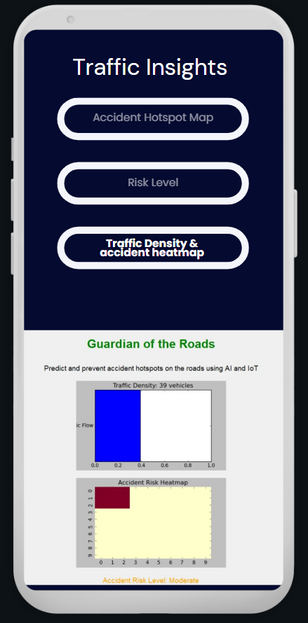 Traffic Insights
Accident Hotspot Map
Risk Level
Traffic Density &
accident heatmap
Guardian of the Roads
Predict and prevent accident hotspots on the roads using AI and IoT
Traffic Density: 39 vehicles
ic Flow
0.0 0.2 0.4 0.6 0.8 1.0
Accident Risk Heatmap
0 1 2 3 4 5 6 7 8 9
0 1 2 3 4 5 6 7 8 9
Accident Risk Level: Moderate